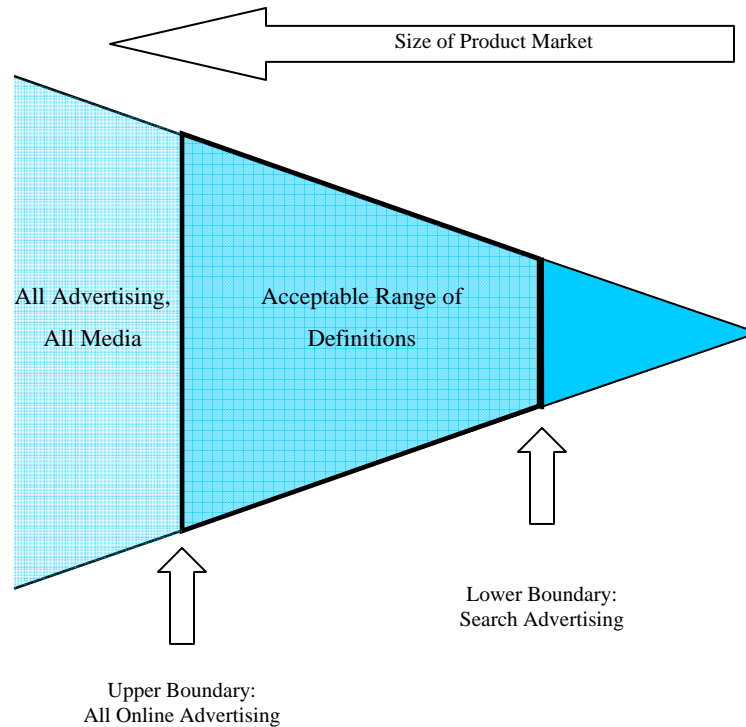 Size of Product Market
All Advertising,
All Media
Acceptable Range of
Definitions
Lower Boundary:
Search Advertising
Upper Boundary:
All Online Advertising